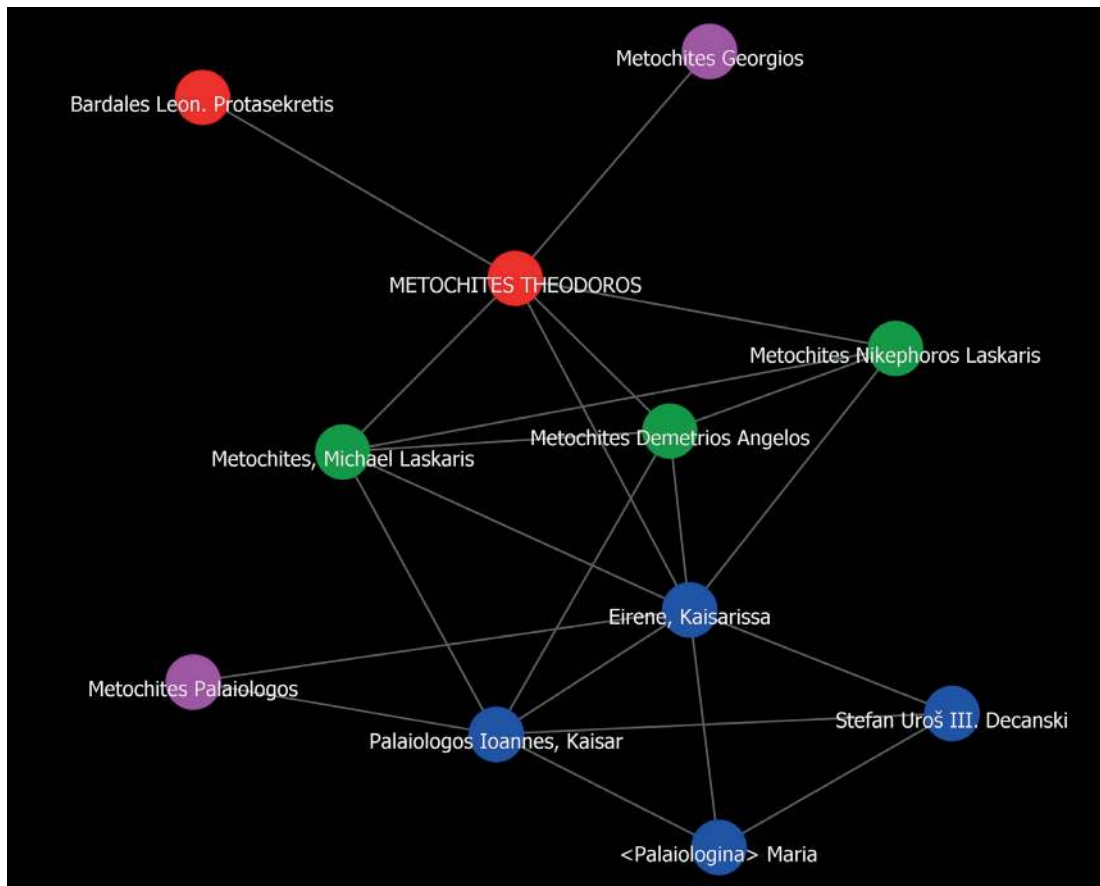 Metochites Georgios
Bardales Leon. Protasekretis
METOCHITES THEODOROS
Metochites Nikephoros Laskaris
Metochites Demetrios Angelos
Metochites, Michael Laskaris
Eirene, Kaisarissa
Metochites Palaiologos
Stefan Uroš III. Decanski
Palaiologos Ioannes, Kaisar
<Palaiologina> Maria